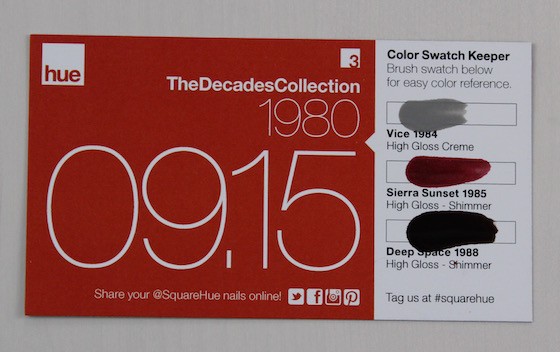 hue
3
TheDecadesCollection
1980
09.15
Share your @SquareHue nails online!
Color Swatch Keeper
Brush swatch below
for easy color reference.
Vice 1984
High Gloss Creme
Sierra Sunset 1985
High Gloss - Shimmer
Deep Space 1988
High Gloss - Shimmer
Tag us at #squarehue